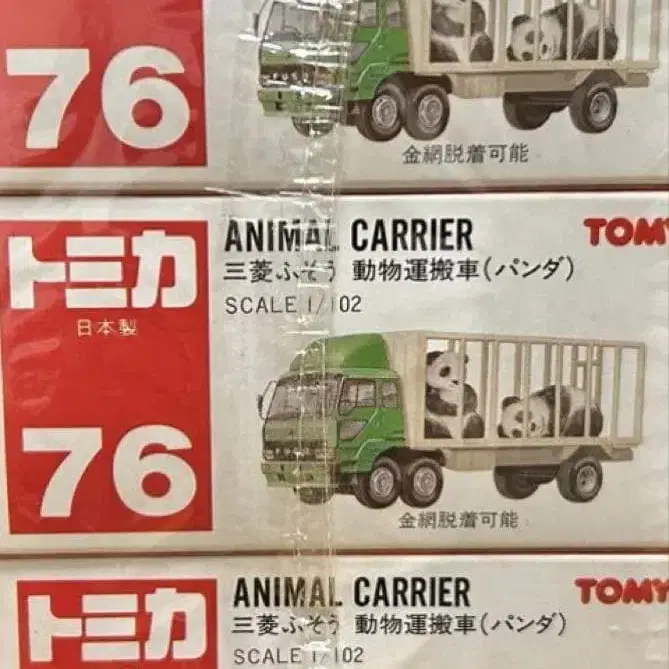 76
金網脱着可能
トミカ
日本製
76
ANIMAL CARRIER
三菱ふそう 動物運搬車(パンダ)
SCALE 1/102
TOMY
金網脱着可能
トミカ
ANIMAL CARRIER
三菱ふそう 動物運搬車(パンダ)
SCALE 1/102
TOMY